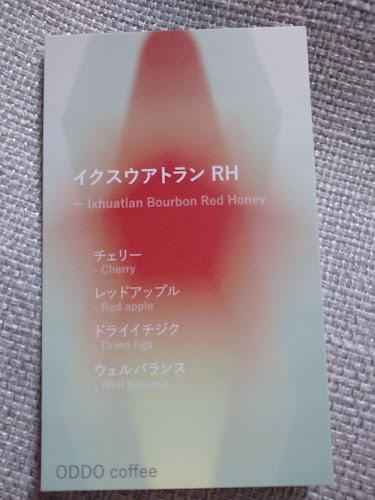 イクスウアトラン RH
— Ixhuatlan Bourbon Red Honey
チェリー
- Cherry
レッドアップル
- Red apple
ドライイチジク
- Dried figs
ウェルバランス
- Well balance
ODDO coffee